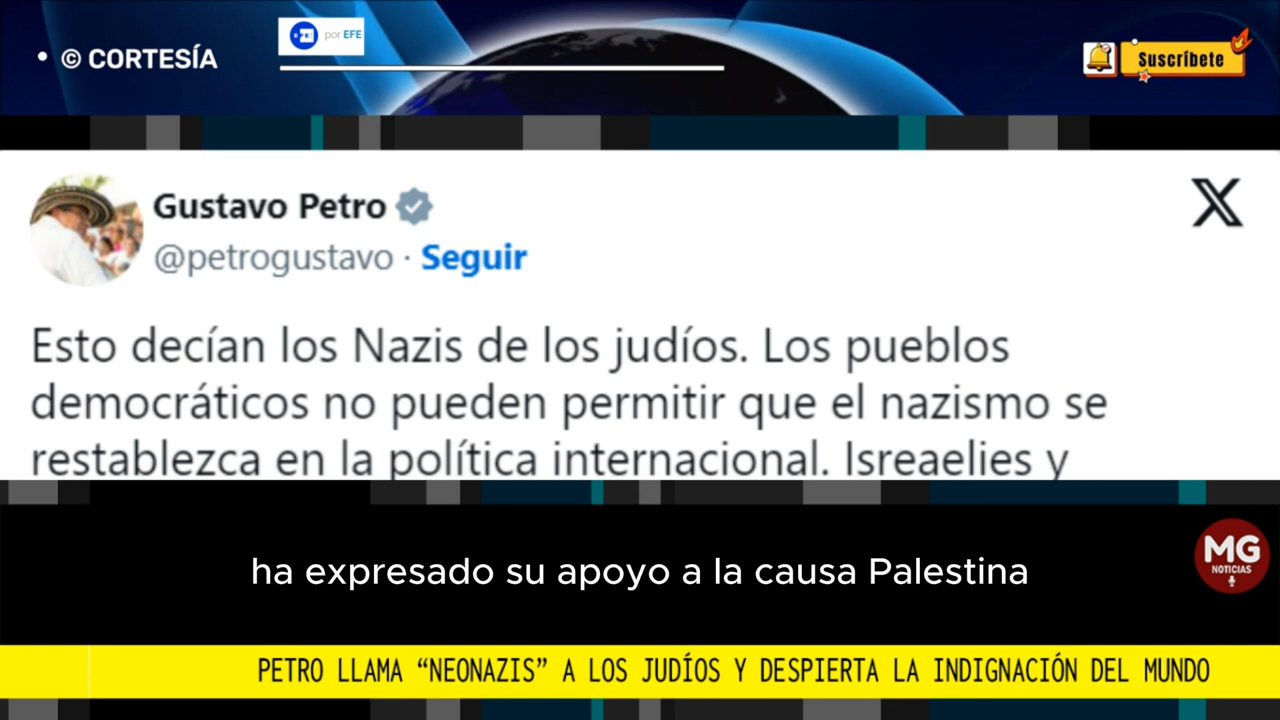 • © CORTESÍA
por EFE
Suscríbete
Gustavo Petro
@petrogustavo · Seguir
Esto decían los Nazis de los judíos. Los pueblos
democráticos no pueden permitir que el nazismo se
restablezca en la política internacional. Isreaelies y
ha expresado su apoyo a la causa Palestina
MG
NOTICIAS
PETRO LLAMA “NEONAZIS” A LOS JUDÍOS Y DESPIERTA LA INDIGNACIÓN DEL MUNDO